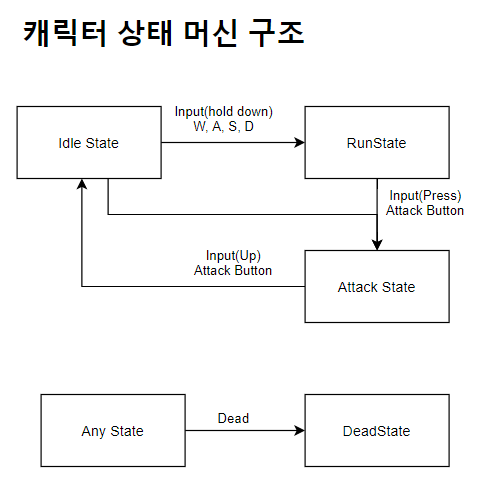 캐릭터 상태 머신 구조
Input(hold down)
W, A, S, D
Idle State
RunState
Input(Press)
Attack Button
Input(Up)
Attack Button
Attack State
Dead
Any State
DeadState